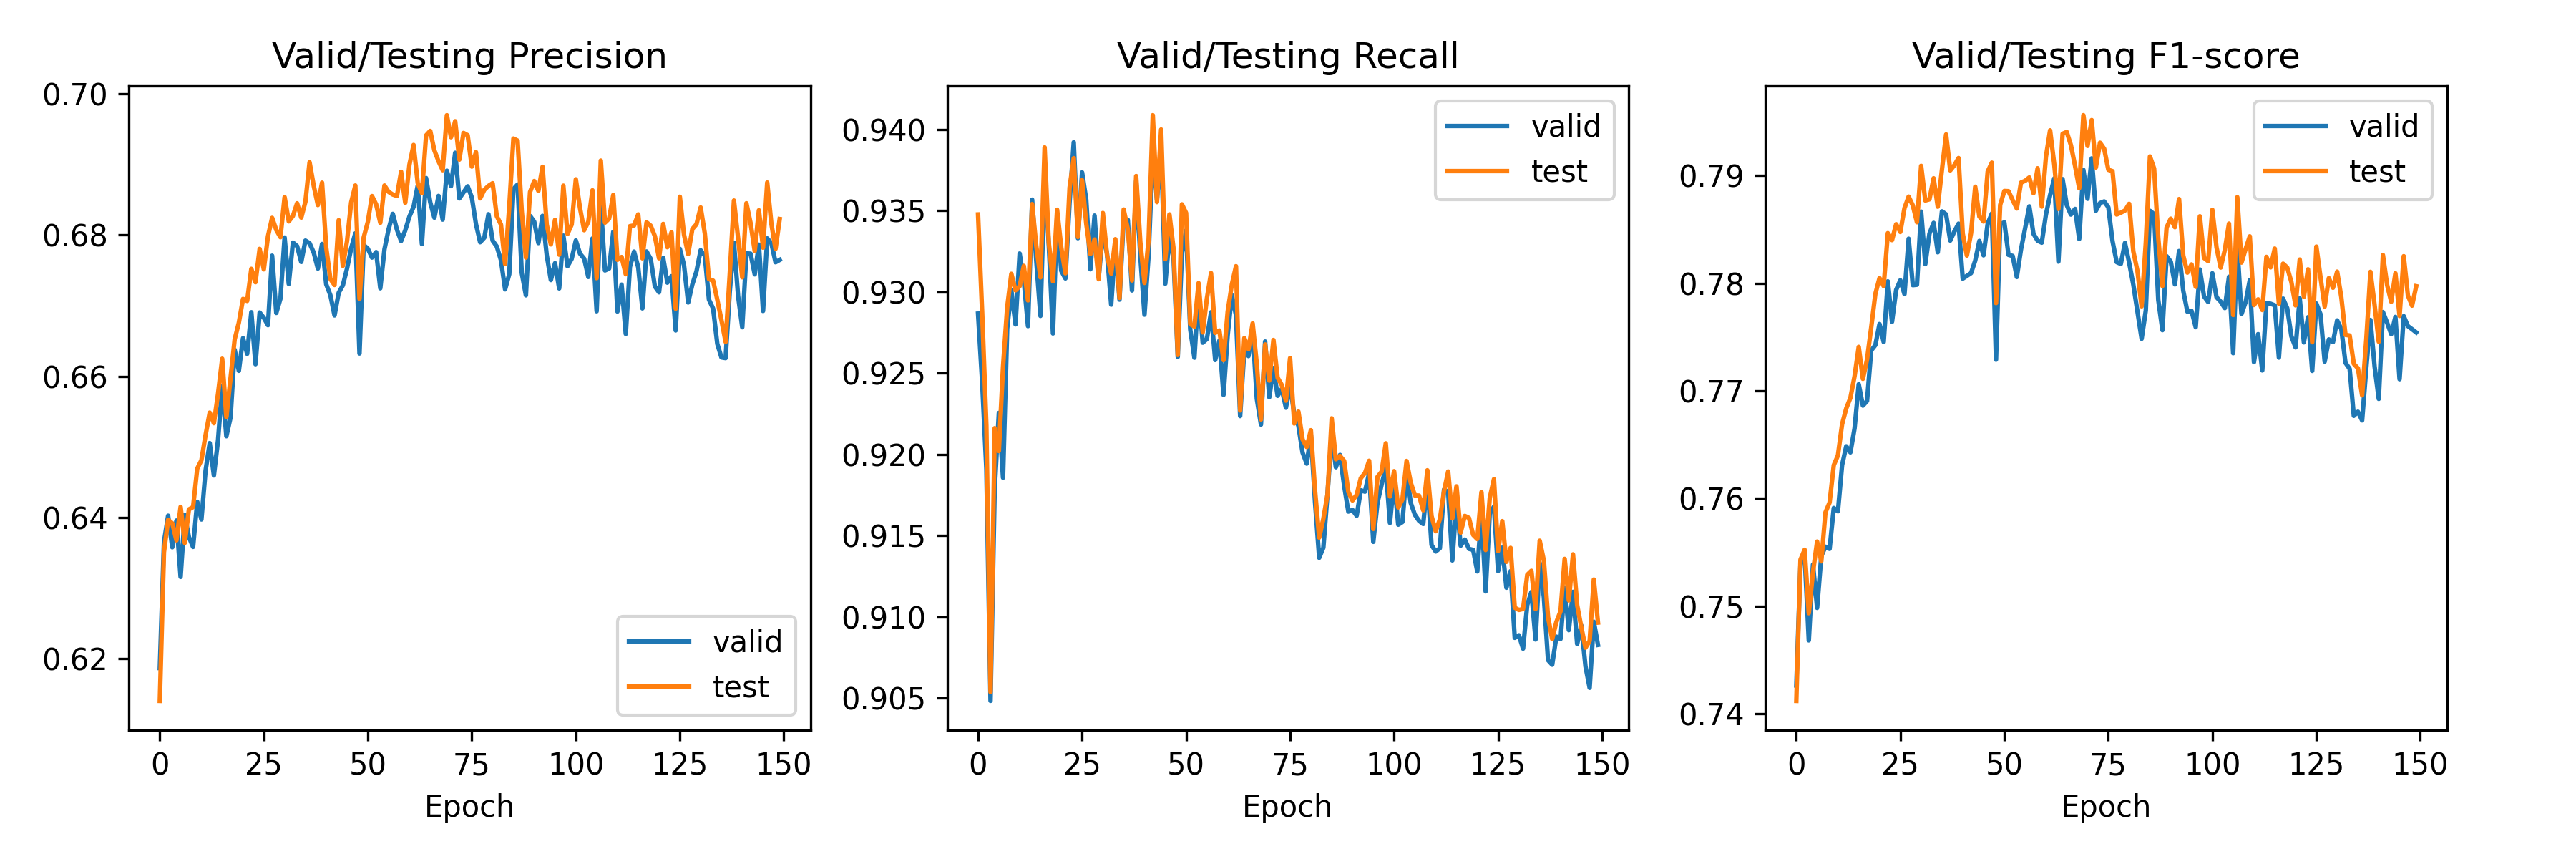 Valid/Testing Precision
0.70
0.68
0.66
0.64
0.62
valid
test
0 25 50 75 100 125 150
Epoch
Valid/Testing Recall
0.940
0.935
0.930
0.925
0.920
0.915
0.910
0.905
valid
test
0 25 50 75 100 125 150
Epoch
Valid/Testing F1-score
0.79
0.78
0.77
0.76
0.75
0.74
valid
test
0 25 50 75 100 125 150
Epoch